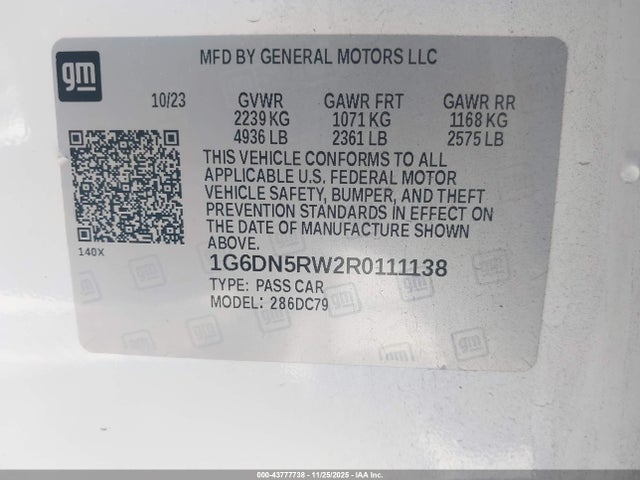 gm
MFD BY GENERAL MOTORS LLC
10/23 GVWR GAWR FRT GAWR RR
2239 KG 1071 KG 1168 KG
4936 LB 2361 LB 2575 LB
THIS VEHICLE CONFORMS TO ALL
APPLICABLE U.S. FEDERAL MOTOR
VEHICLE SAFETY, BUMPER, AND THEFT
PREVENTION STANDARDS IN EFFECT ON
THE DATE OF MANUFACTURE SHOWN
ABOVE.
140X
1G6DN5RW2R0111138
TYPE: PASS CAR
MODEL: 286DC79
000-43777738 - 11/25/2025 - IAA, Inc.